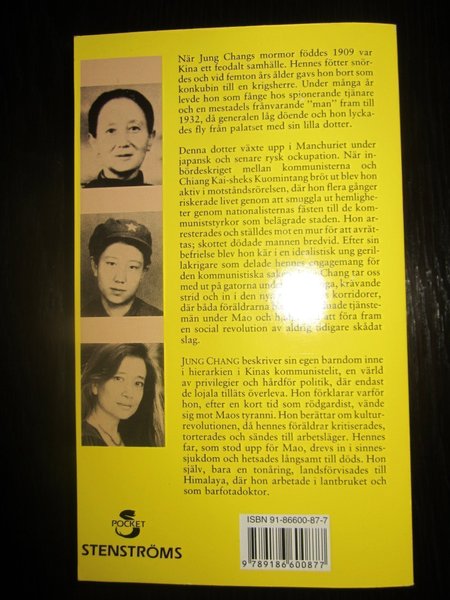 När Jung Changs mormor föddes 1909 var
Kina ett feodalt samhälle. Hennes fötter snör-
des och vid femton års ålder gavs hon bort som
konkubin till en krigsherre. Under många år
levde hon som fånge hos spionerande tjänare
och en mestadels frånvarande "man" fram till
1932, då generalen låg döende och hon lycka-
des fly från palatset med sin lilla dotter.
Denna dotter växte upp i Manchuriet under
japansk och senare rysk ockupation. När in-
bördeskriget mellan kommunisterna och
Chiang Kai-sheks Kuomintang bröt ut blev hon
aktiv i motståndsrörelsen, där hon flera gånger
riskerade livet genom att smuggla ut hemlighe-
ter genom nationalisternas fästen till de kom-
muniststyrkor som belägrade staden. Hon ar-
resterades och ställdes mot en mur för att avrät-
tas; skottet dödade mannen bredvid. Efter sin
befrielse blev hon kär i en idealistisk ung geril-
lakrigare som delade hennes engagemang för
den kommunistiska Chang tar oss
med ut på gatorna under krävande
strid och in i den korridorer,
där båda föräldrarna tjänste-
män under Mao och att föra fram
en social revolution av aldrig tidigare skådat
slag.
JUNG CHANG beskriver sin egen barndom inne
i hierarkien i Kinas kommunistelit, en värld
av privilegier och hårdför politik, där endast
de lojala tilläts överleva. Hon förklarar varför
hon, efter en kort tid som rödgardist, vände
sig mot Maos tyranni. Hon berättar om kultur-
revolutionen, då hennes föräldrar kritiserades,
torterades och sändes till arbetsläger. Hennes
far, som stod upp för Mao, drevs in i sinnes-
sjukdom och hetsades långsamt till döds. Hon
själv, bara en tonåring, landsförvisades till
Himalaya, där hon arbetade i lantbruket och
som barfotadoktor.
S
POCKET
STENSTRÖMS
ISBN 91-86600-87-7
9 789186 600877